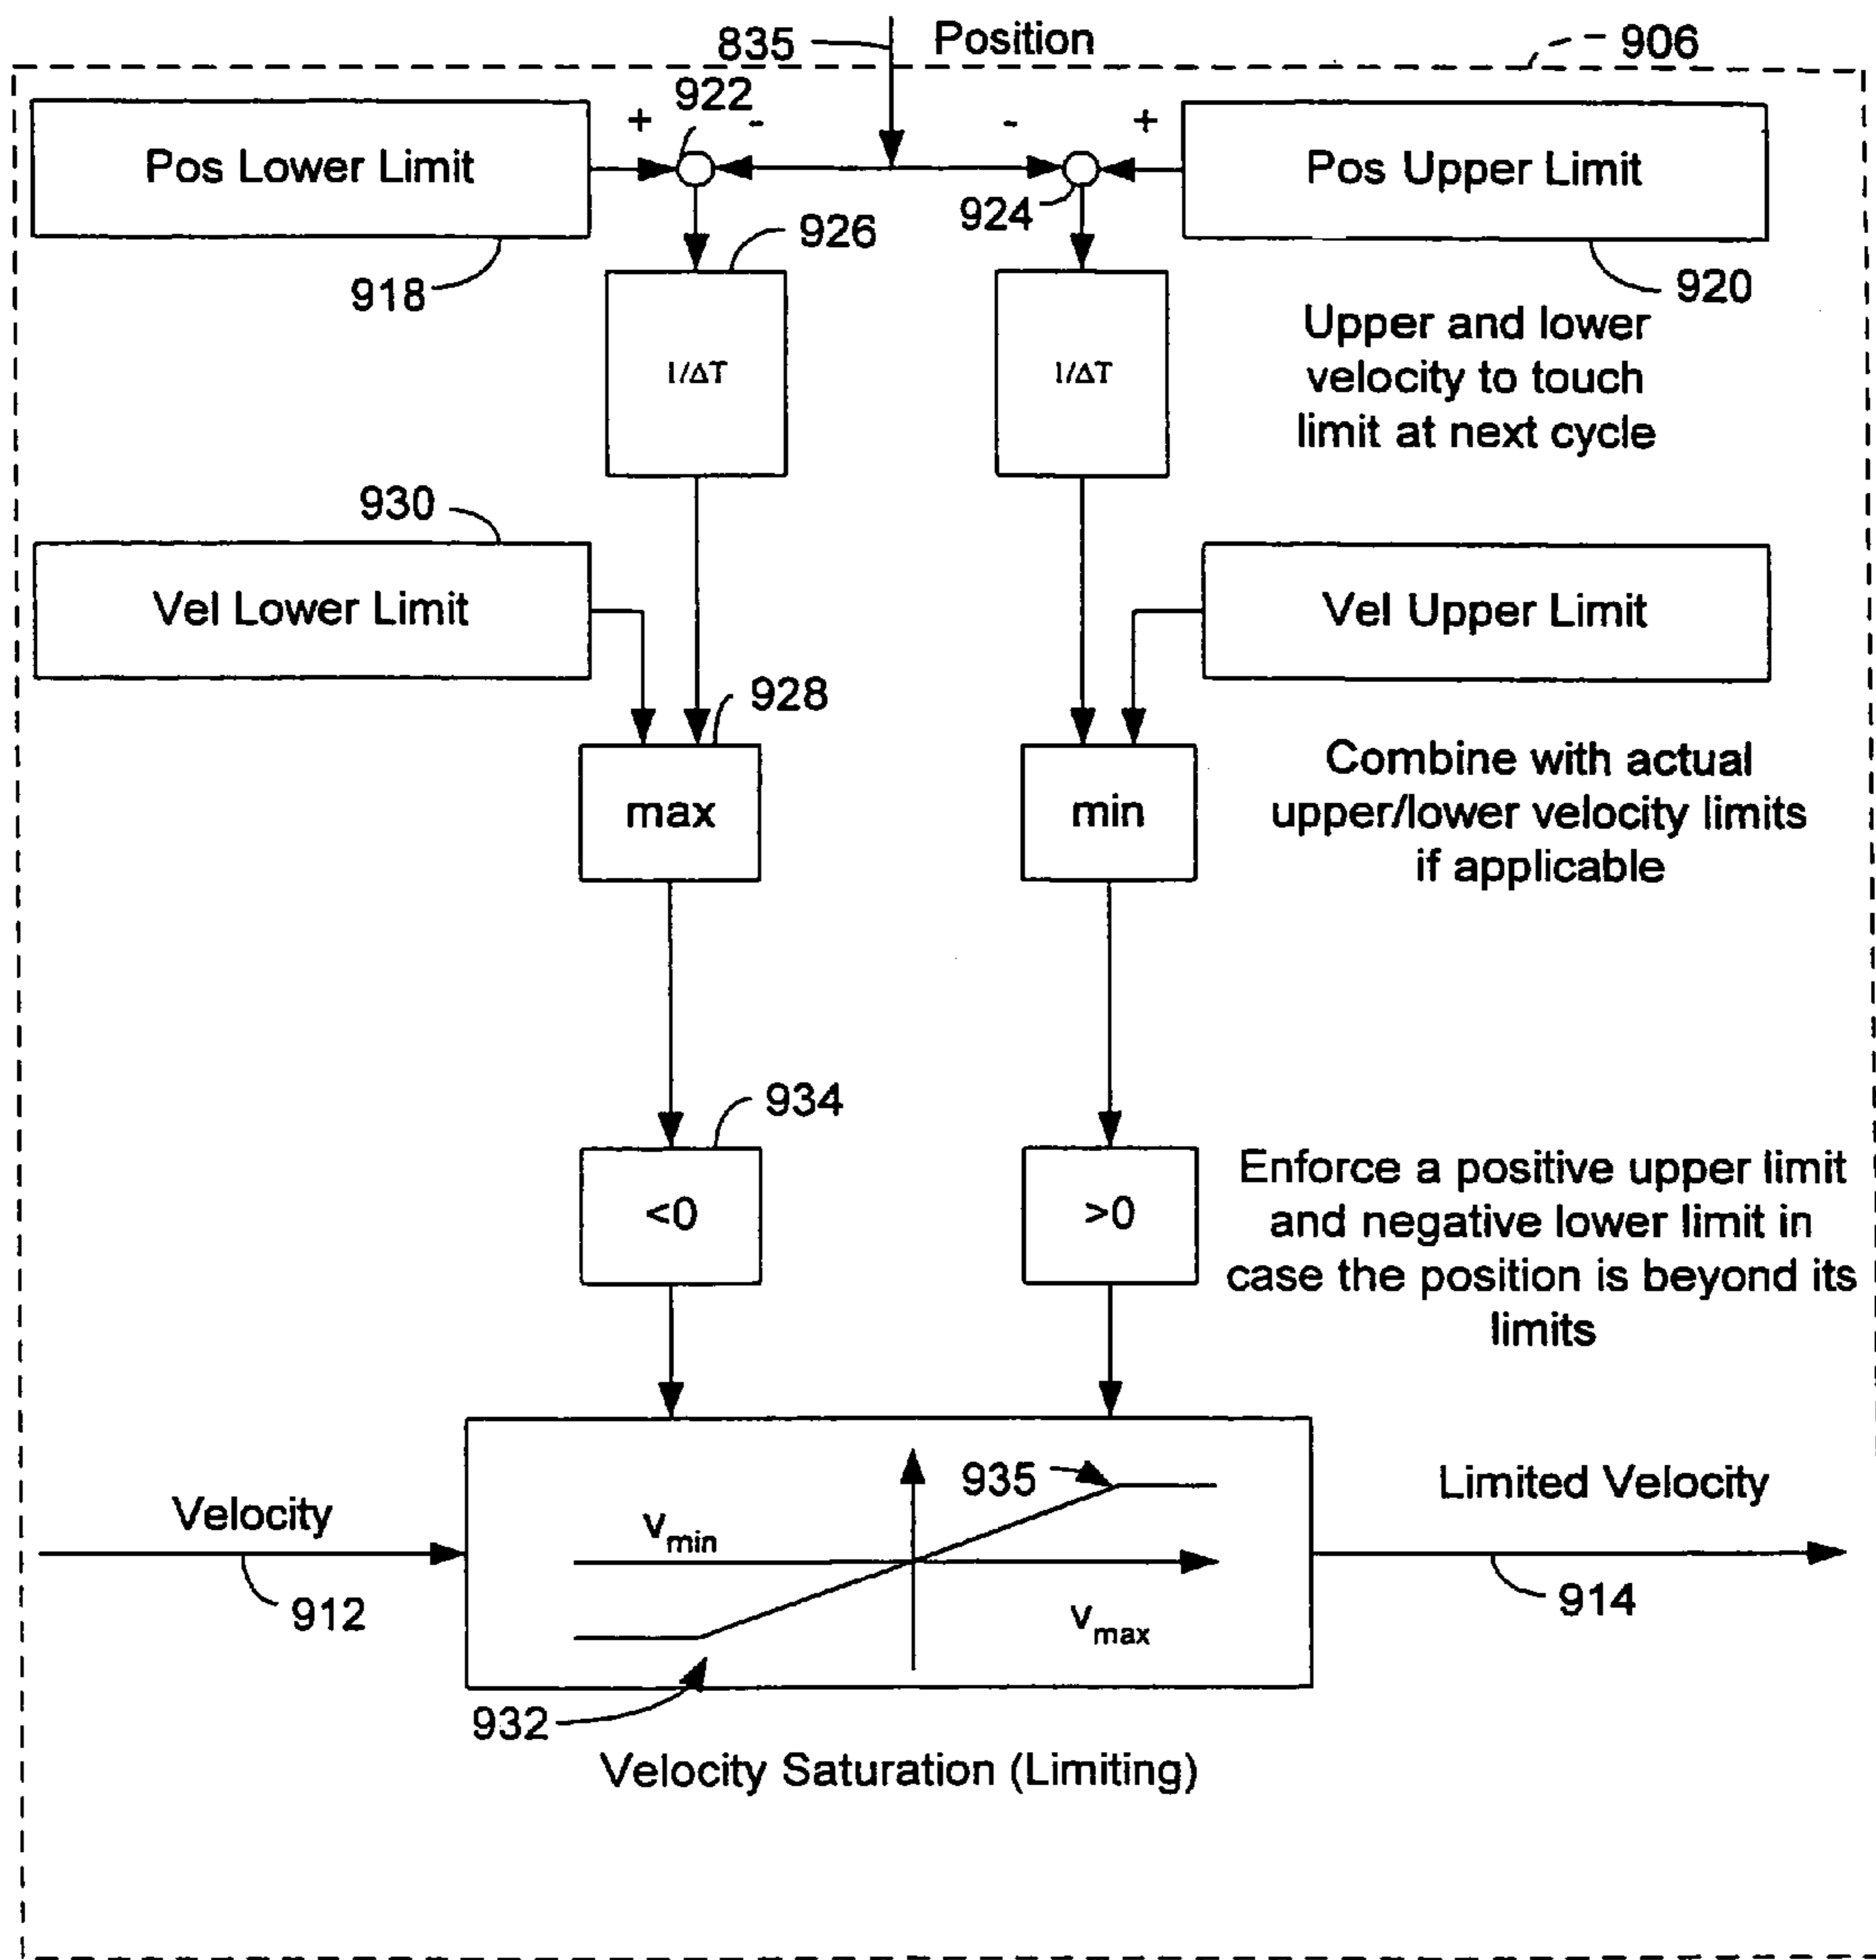 835
Position
906
922
+
-
-
+
Pos Lower Limit
Pos Upper Limit
924
926
918
920
1/ΔT
1/ΔT
Upper and lower
velocity to touch
limit at next cycle
930
Vel Lower Limit
Vel Upper Limit
928
max
min
Combine with actual
upper/lower velocity limits
if applicable
934
<0
>0
Enforce a positive upper limit
and negative lower limit in
case the position is beyond its
limits
935
Velocity
Limited Velocity
vmin
912
vmax
914
932
Velocity Saturation (Limiting)